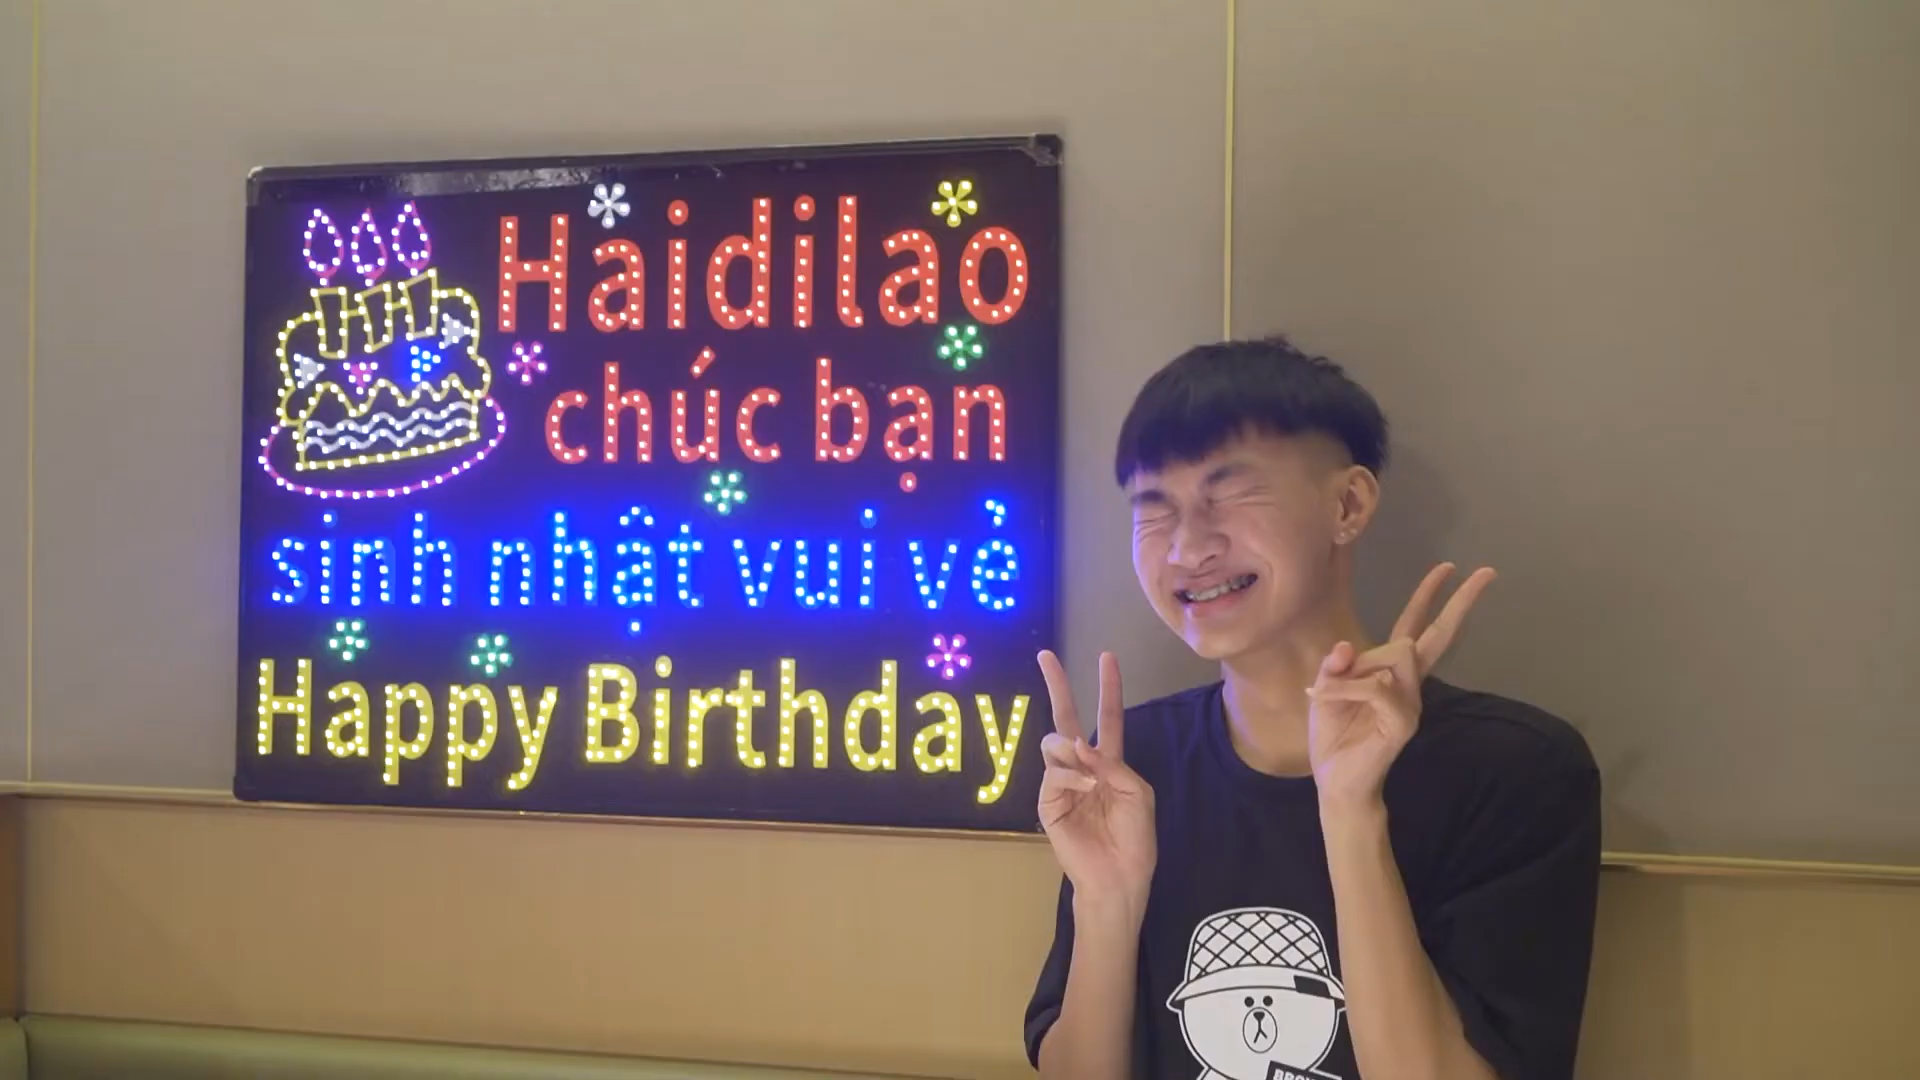 Haidilao
chúc bạn
sinh nhật vui vẻ
Happy Birthday